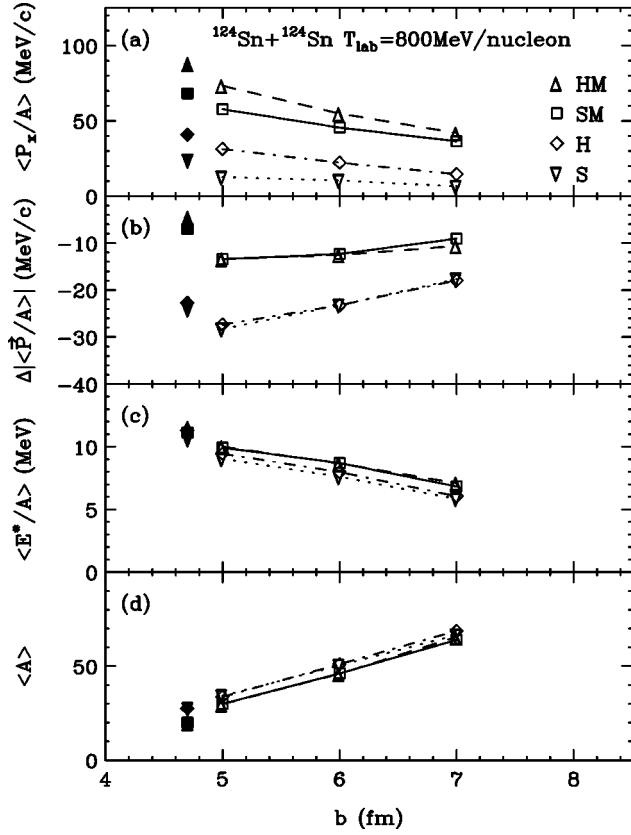 (a) ¹²⁴Sn+¹²⁴Sn T_lab=800MeV/nucleon
HM
SM
H
S
<P_x/A> (MeV/c)
100
50
0
(b)
Δ|<P⃗/A>| (MeV/c)
-10
-20
-30
-40
(c)
<E*/A> (MeV)
10
5
0
(d)
<A>
50
0
4 5 6 7 8
b (fm)